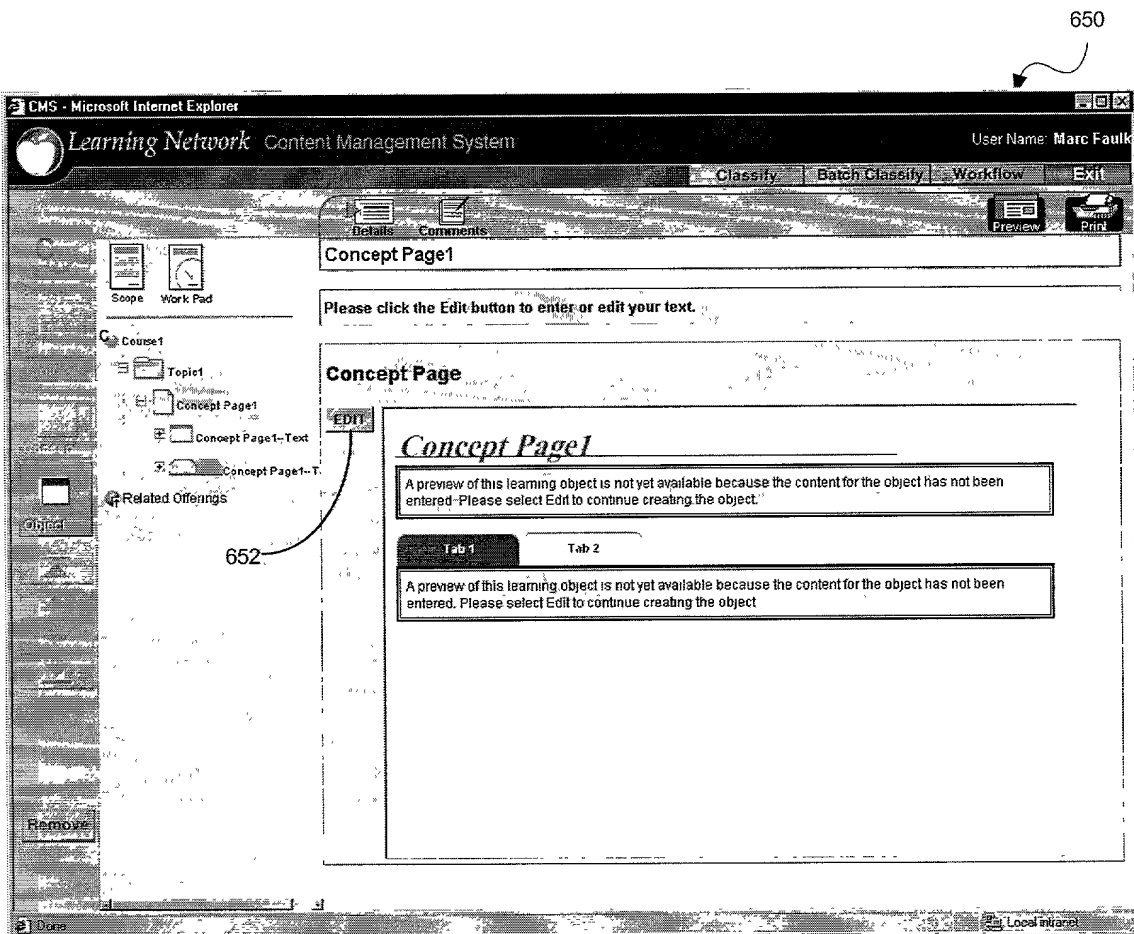 650
CMS - Microsoft Internet Explorer
Learning Network Content Management System
User Name: Marc Faulk
Classify Batch Classify Workflow Exit
Details Comments Preview Print
Concept Page1
Scope Work Pad
Please click the Edit button to enter or edit your text.
Course1
Topic1
Concept Page1
Concept Page1--Text
Concept Page1--T
Related Offerings
Object
Remove
Concept Page
EDIT
652
Concept Page1
A preview of this learning object is not yet available because the content for the object has not been
entered. Please select Edit to continue creating the object.
Tab 1 Tab 2
A preview of this learning object is not yet available because the content for the object has not been
entered. Please select Edit to continue creating the object
Done
Local intranet